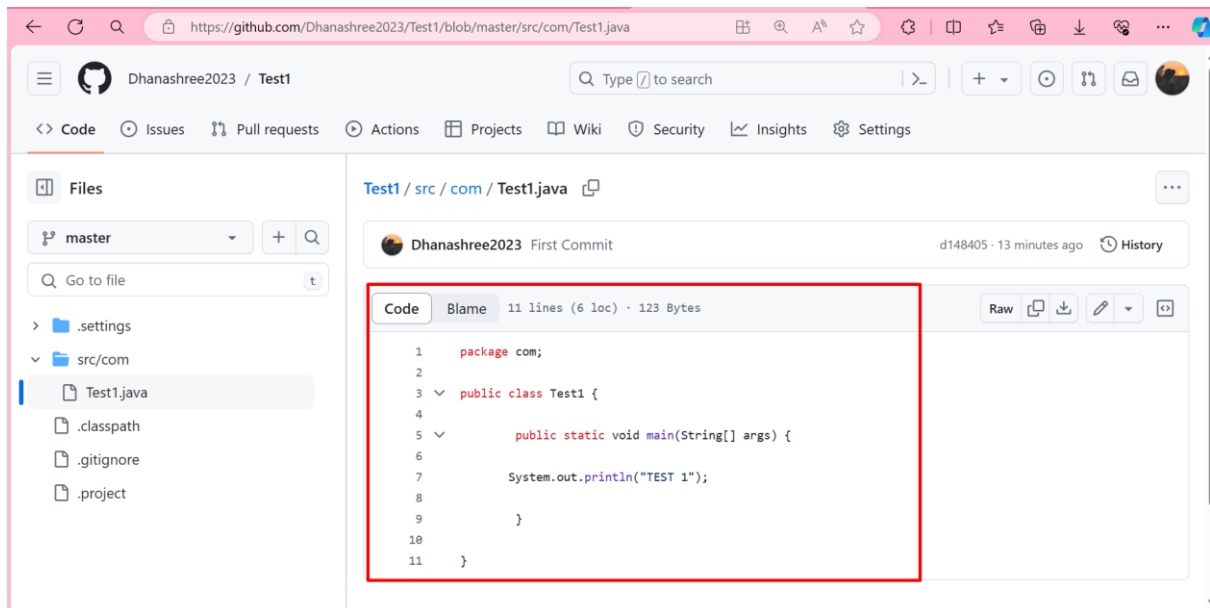 https://github.com/Dhanashree2023/Test1/blob/master/src/com/Test1.java
Dhanashree2023 / Test1
Type / to search
Code Issues Pull requests Actions Projects Wiki Security Insights Settings
Files
master
Go to file t
.settings
src/com
Test1.java
.classpath
.gitignore
.project
Test1 / src / com / Test1.java
Dhanashree2023 First Commit d148405 · 13 minutes ago History
Code Blame 11 lines (6 loc) · 123 Bytes Raw
1 package com;
2
3 public class Test1 {
4
5 public static void main(String[] args) {
6
7 System.out.println("TEST 1");
8
9 }
10
11 }